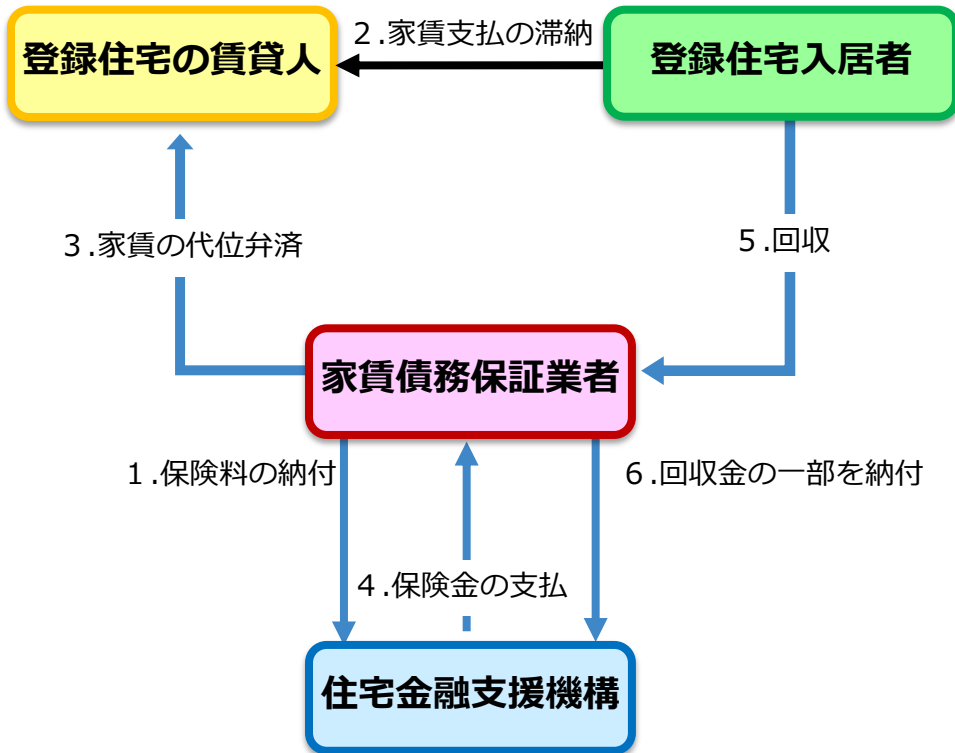 2.家賃支払の滞納
登録住宅の賃貸人
登録住宅入居者
3.家賃の代位弁済
5.回収
家賃債務保証業者
1.保険料の納付
6.回収金の一部を納付
4.保険金の支払
住宅金融支援機構